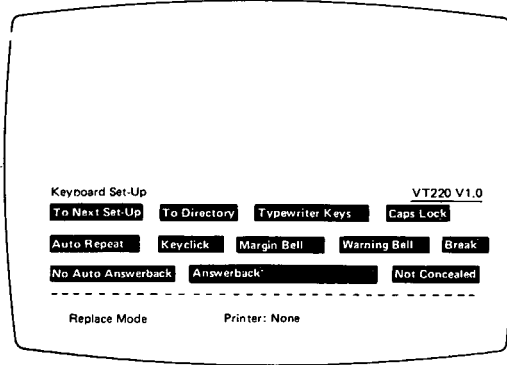 Keyboard Set-Up VT220 V1.0
To Next Set-Up To Directory Typewriter Keys Caps Lock
Auto Repeat Keyclick Margin Bell Warning Bell Break
No Auto Answerback Answerback Not Concealed
Replace Mode Printer: None